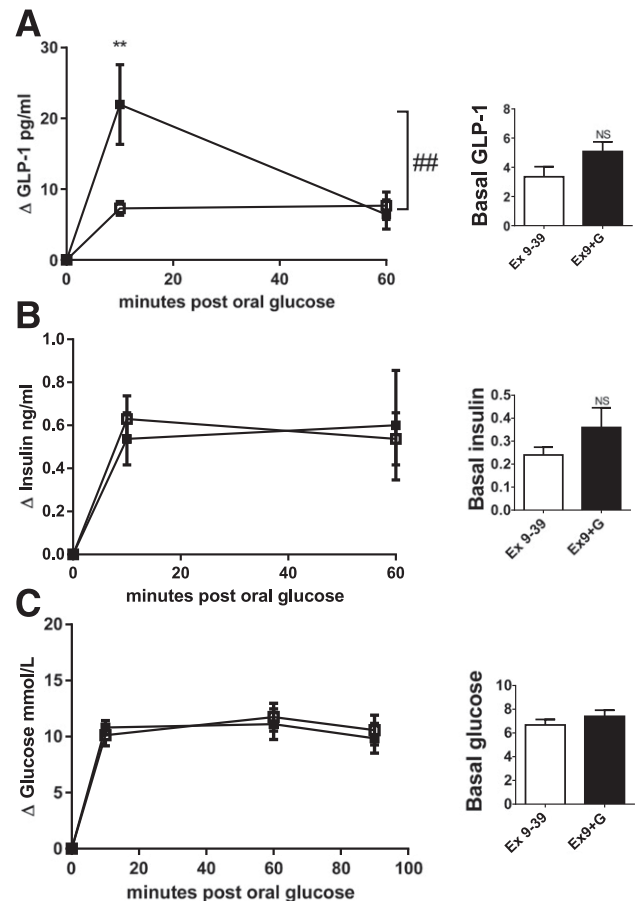 A
**
30
20
10
0
Δ GLP-1 pg/ml
##
0 20 40 60
minutes post oral glucose
8
6
4
2
0
Basal GLP-1
NS
Ex 9-39 Ex9+G
B
1.0
0.8
0.6
0.4
0.2
0.0
Δ Insulin ng/ml
0 20 40 60
minutes post oral glucose
0.5
0.4
0.3
0.2
0.1
0.0
Basal insulin
NS
Ex 9-39 Ex9+G
C
20
15
10
5
0
Δ Glucose mmol/L
0 20 40 60 80 100
minutes post oral glucose
10
8
6
4
2
0
Basal glucose
Ex 9-39 Ex9+G